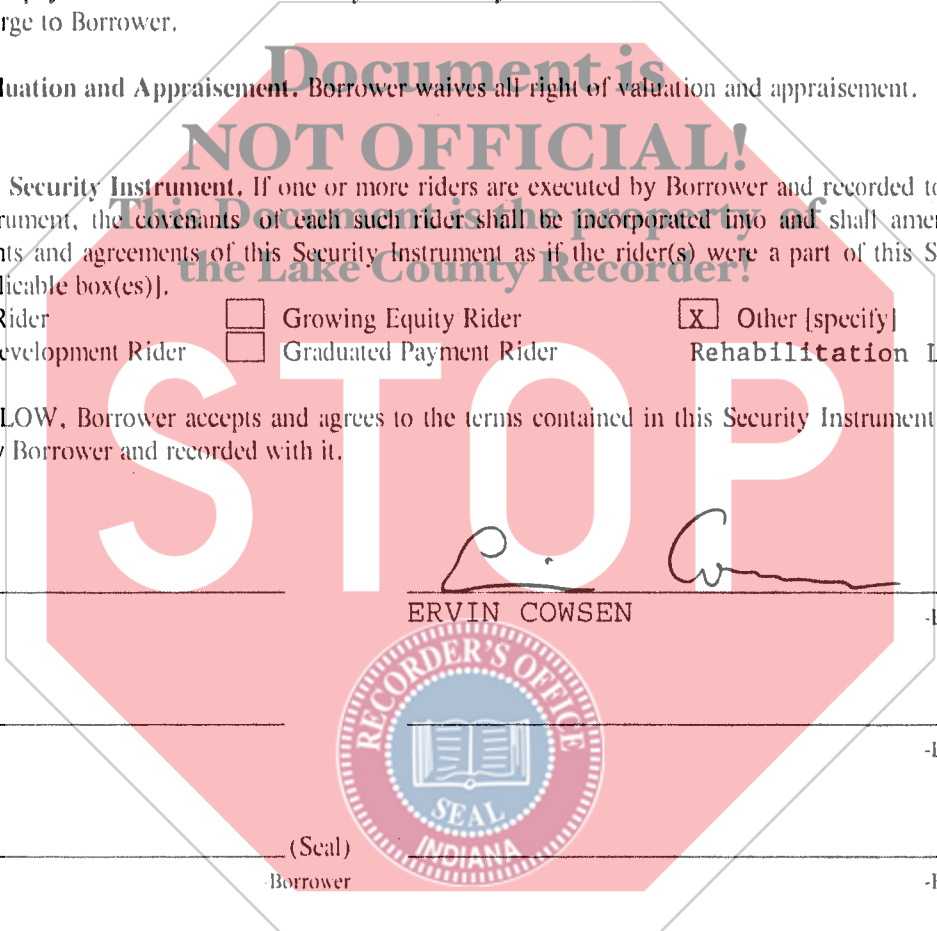 rge to Borrower.
luation and Appraisement. Borrower waives all right of valuation and appraisement.
Document is
NOT OFFICIAL!
This Document is the property of
the Lake County Recorder!
Security Instrument. If one or more riders are executed by Borrower and recorded to
rument, the covenants of each such rider shall be incorporated into and shall amen
nts and agreements of this Security Instrument as if the rider(s) were a part of this S
licable box(es)].
Rider Growing Equity Rider X Other [specify]
evelopment Rider Graduated Payment Rider Rehabilitation L
STOP
LOW, Borrower accepts and agrees to the terms contained in this Security Instrument
y Borrower and recorded with it.
ERVIN COWSEN
RECORDER'S OFFICE
SEAL
INDIANA
(Seal)
-Borrower